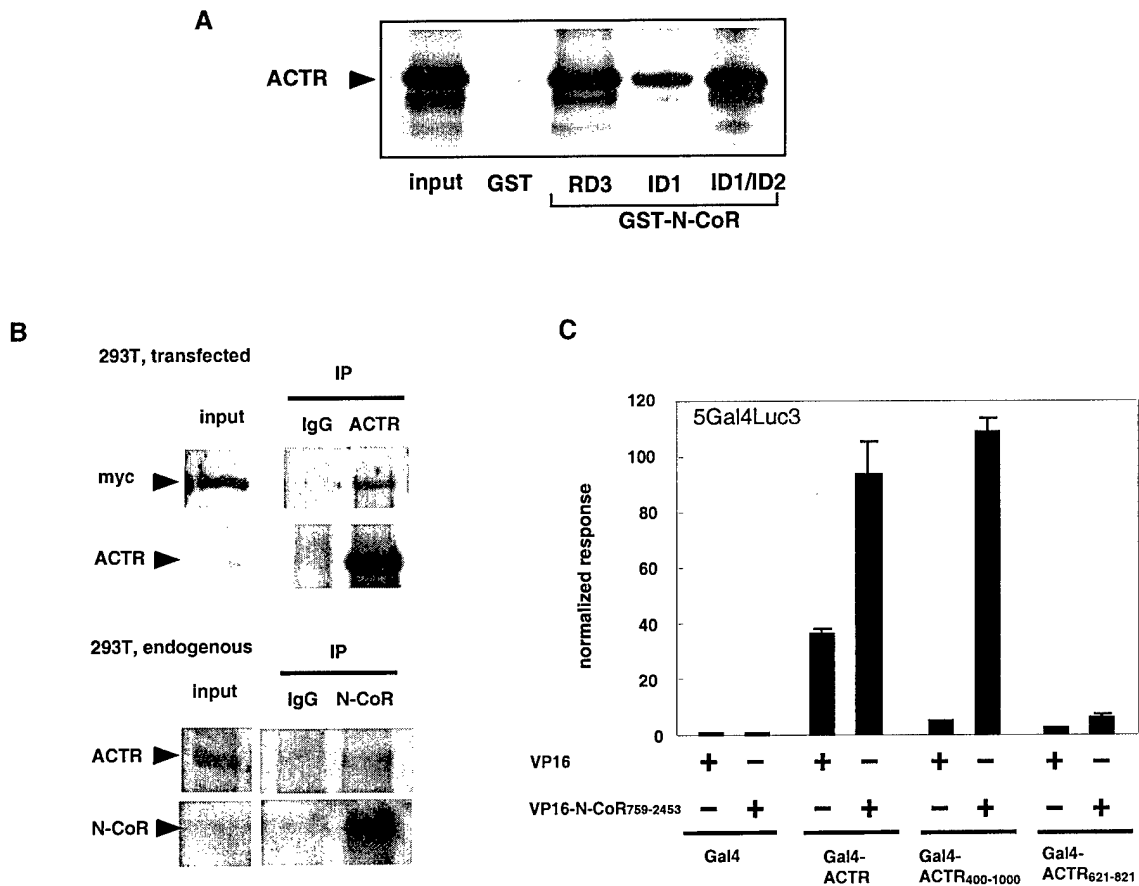 A
ACTR
input GST RD3 ID1 ID1/ID2
GST-N-CoR
B
293T, transfected
IP
input
IgG ACTR
myc
ACTR
293T, endogenous
IP
input
IgG N-CoR
ACTR
N-CoR
C
5Gal4Luc3
normalized response
120
100
80
60
40
20
0
VP16 + − + − + − + −
VP16-N-CoR759-2453 − + − + − + − +
Gal4
Gal4-
ACTR
Gal4-
ACTR400-1000
Gal4-
ACTR621-821